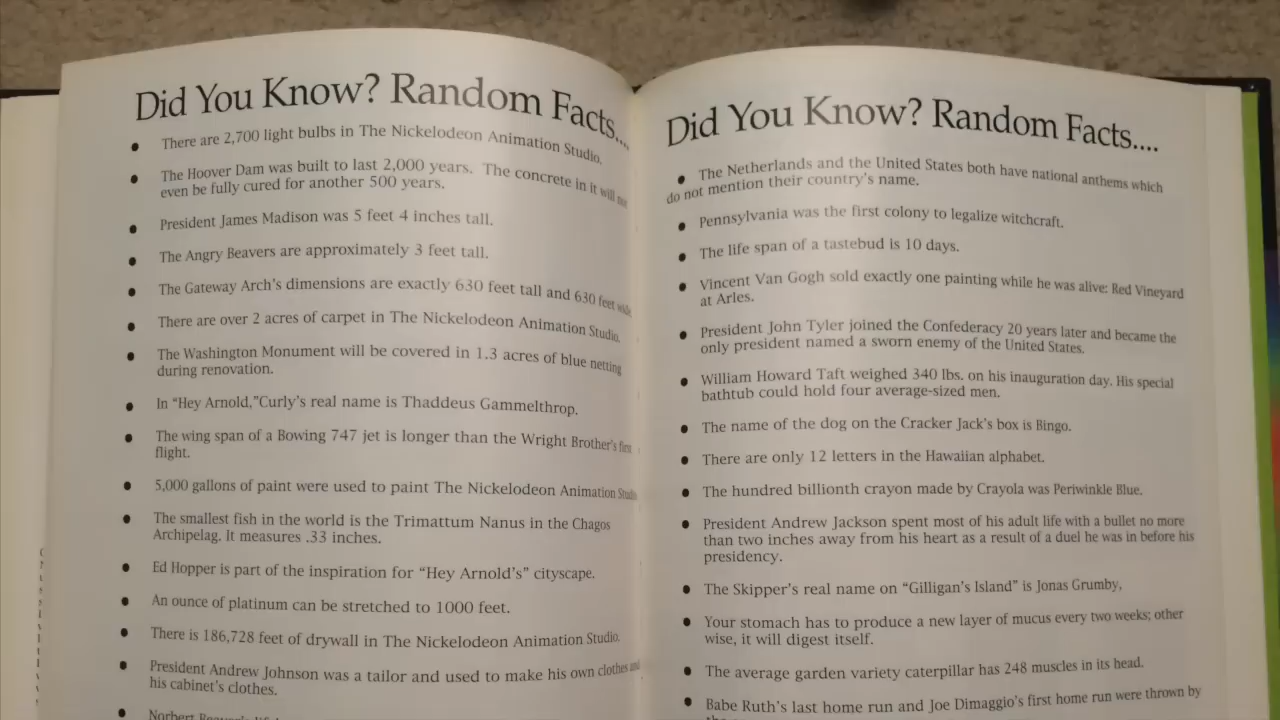 Did You Know? Random Facts....
• There are 2,700 light bulbs in The Nickelodeon Animation Studio.
• The Hoover Dam was built to last 2,000 years. The concrete in it will not
even be fully cured for another 500 years.
• President James Madison was 5 feet 4 inches tall.
• The Angry Beavers are approximately 3 feet tall.
• The Gateway Arch's dimensions are exactly 630 feet tall and 630 feet wide.
• There are over 2 acres of carpet in The Nickelodeon Animation Studio.
• The Washington Monument will be covered in 1.3 acres of blue netting
during renovation.
• In “Hey Arnold,”Curly's real name is Thaddeus Gammelthrop.
• The wing span of a Bowing 747 jet is longer than the Wright Brother's first
flight.
• 5,000 gallons of paint were used to paint The Nickelodeon Animation Studio
• The smallest fish in the world is the Trimattum Nanus in the Chagos
Archipelag. It measures .33 inches.
• Ed Hopper is part of the inspiration for “Hey Arnold's” cityscape.
• An ounce of platinum can be stretched to 1000 feet.
• There is 186,728 feet of drywall in The Nickelodeon Animation Studio.
• President Andrew Johnson was a tailor and used to make his own clothes and
his cabinet's clothes.
• Norbert
Did You Know? Random Facts....
• The Netherlands and the United States both have national anthems which
do not mention their country's name.
• Pennsylvania was the first colony to legalize witchcraft.
• The life span of a tastebud is 10 days.
• Vincent Van Gogh sold exactly one painting while he was alive: Red Vineyard
at Arles.
• President John Tyler joined the Confederacy 20 years later and became the
only president named a sworn enemy of the United States.
• William Howard Taft weighed 340 lbs. on his inauguration day. His special
bathtub could hold four average-sized men.
• The name of the dog on the Cracker Jack's box is Bingo.
• There are only 12 letters in the Hawaiian alphabet.
• The hundred billionth crayon made by Crayola was Periwinkle Blue.
• President Andrew Jackson spent most of his adult life with a bullet no more
than two inches away from his heart as a result of a duel he was in before his
presidency.
• The Skipper's real name on “Gilligan's Island” is Jonas Grumby,
• Your stomach has to produce a new layer of mucus every two weeks; other
wise, it will digest itself.
• The average garden variety caterpillar has 248 muscles in its head.
• Babe Ruth's last home run and Joe Dimaggio's first home run were thrown by